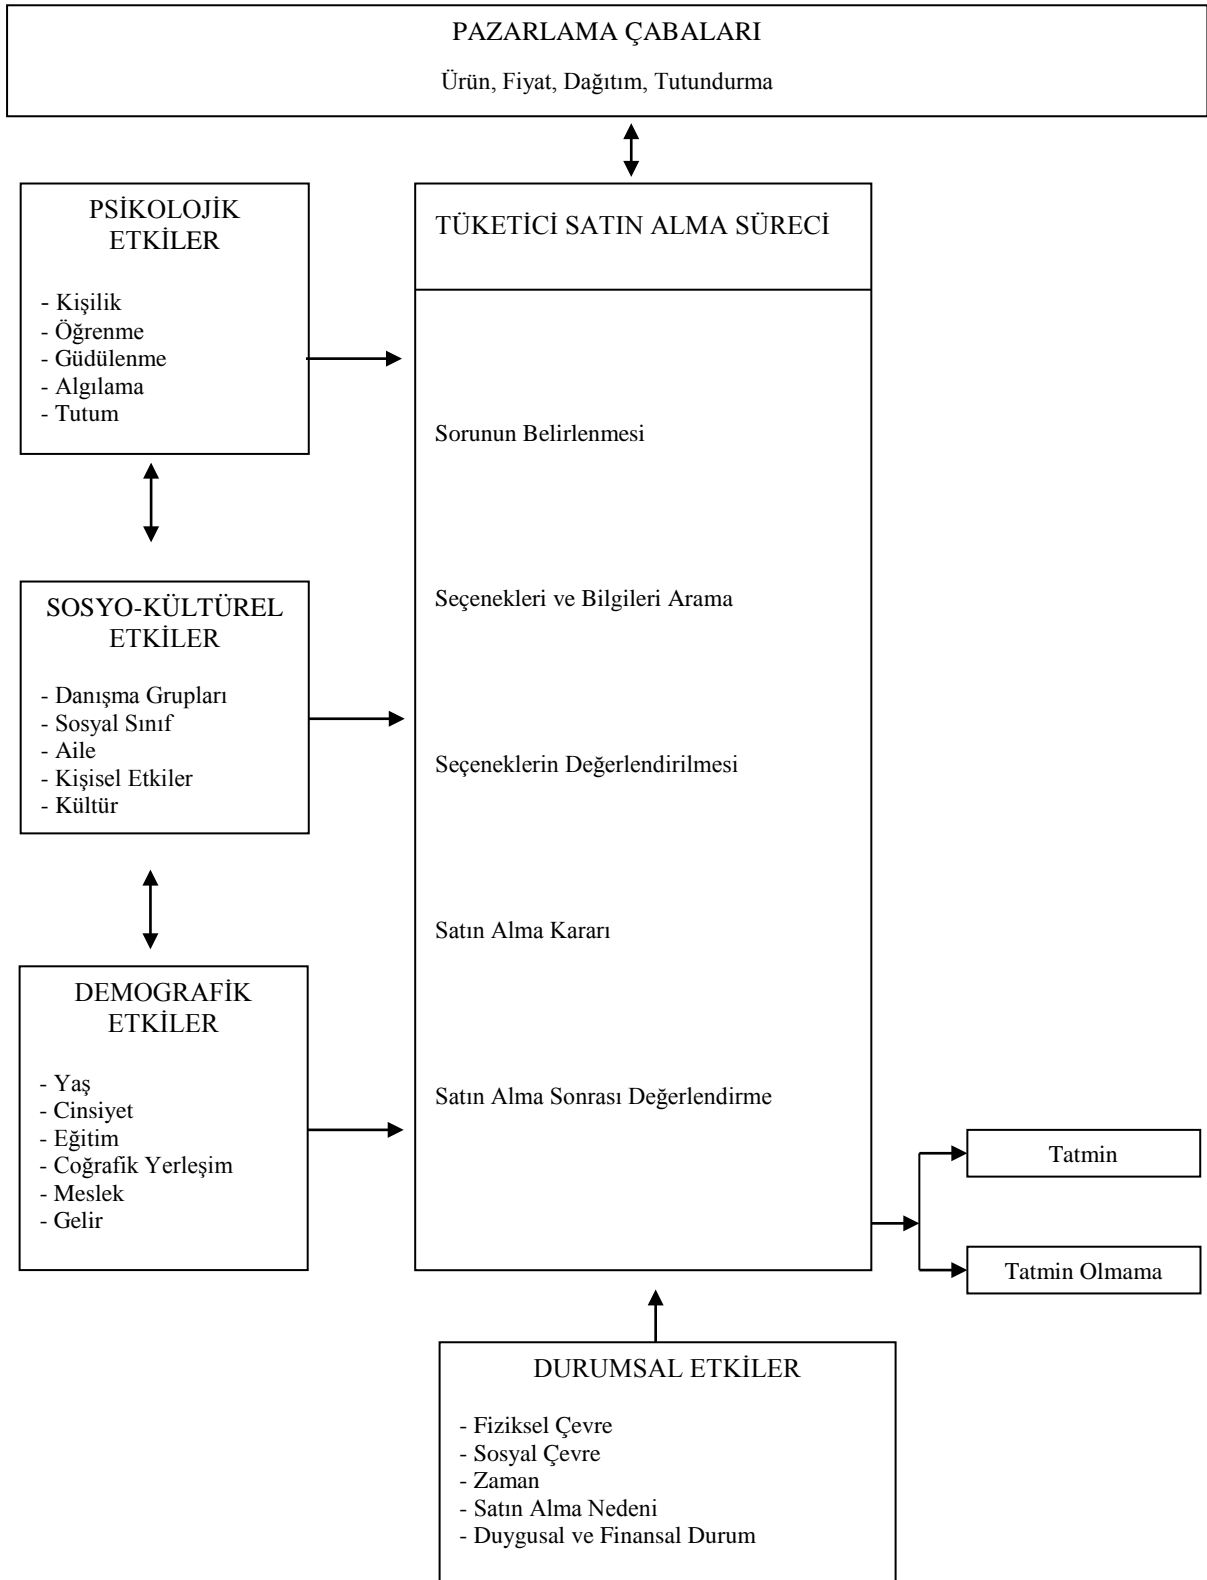 PAZARLAMA ÇABALARI
Ürün, Fiyat, Dağıtım, Tutundurma
PSİKOLOJİK
ETKİLER
- Kişilik
- Öğrenme
- Güdülenme
- Algılama
- Tutum
SOSYO-KÜLTÜREL
ETKİLER
- Danışma Grupları
- Sosyal Sınıf
- Aile
- Kişisel Etkiler
- Kültür
DEMOGRAFİK
ETKİLER
- Yaş
- Cinsiyet
- Eğitim
- Coğrafik Yerleşim
- Meslek
- Gelir
TÜKETİCİ SATIN ALMA SÜRECİ
Sorunun Belirlenmesi
Seçenekleri ve Bilgileri Arama
Seçeneklerin Değerlendirilmesi
Satın Alma Kararı
Satın Alma Sonrası Değerlendirme
Tatmin
Tatmin Olmama
DURUMSAL ETKİLER
- Fiziksel Çevre
- Sosyal Çevre
- Zaman
- Satın Alma Nedeni
- Duygusal ve Finansal Durum